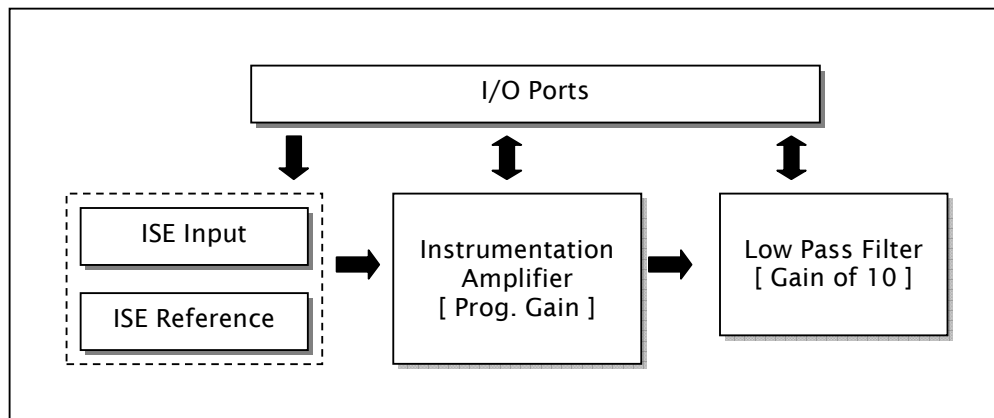 I/O Ports
ISE Input
ISE Reference
Instrumentation
Amplifier
[ Prog. Gain ]
Low Pass Filter
[ Gain of 10 ]